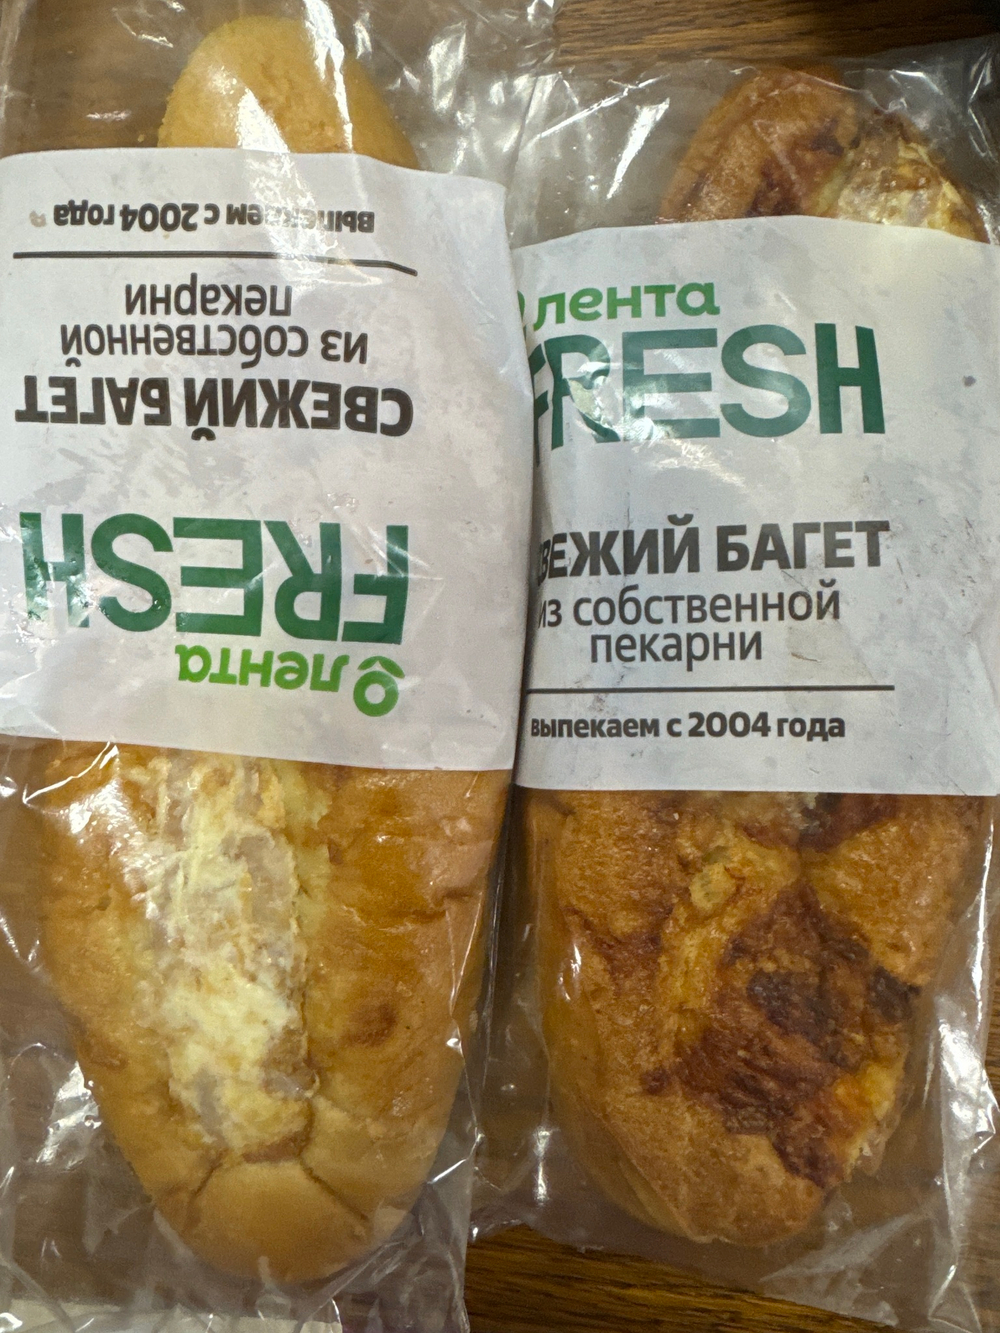 лента
FRESH
СВЕЖИЙ БАГЕТ
из собственной
пекарни
выпекаем с 2004 года
лента
FRESH
СВЕЖИЙ БАГЕТ
из собственной
пекарни
выпекаем с 2004 года